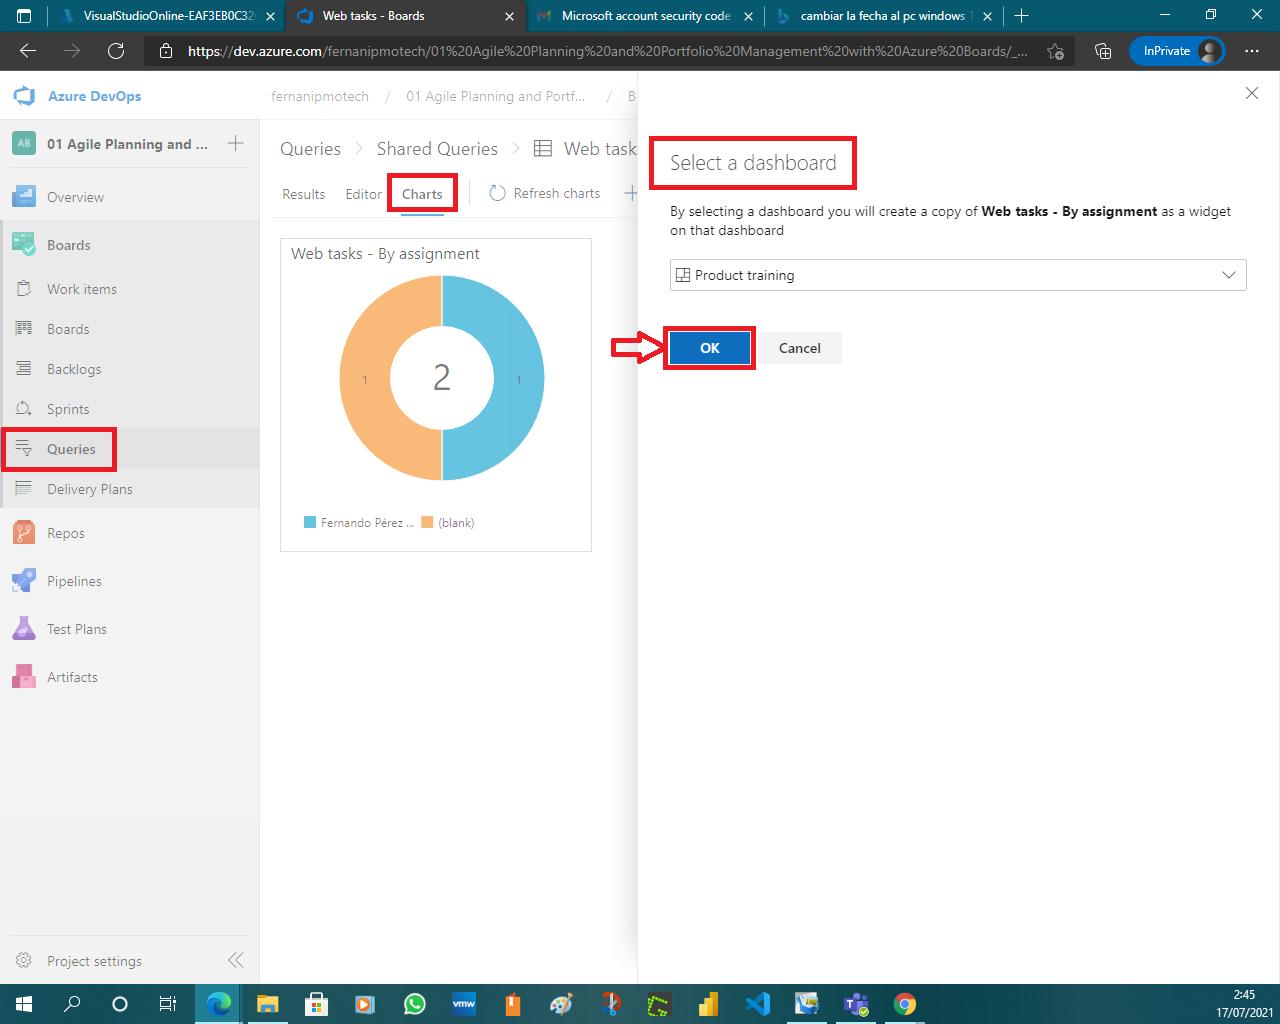 VisualStudioOnline-EAF3EB0C32
Web tasks - Boards
Microsoft account security code
cambiar la fecha al pc windows 1
https://dev.azure.com/fernanipmotech/01%20Agile%20Planning%20and%20Portfolio%20Management%20with%20Azure%20Boards/_...
InPrivate
Azure DevOps
fernanipmotech / 01 Agile Planning and Portf... / B
AB
01 Agile Planning and ...
Overview
Boards
Work items
Boards
Backlogs
Sprints
Queries
Delivery Plans
Repos
Pipelines
Test Plans
Artifacts
Project settings
Queries > Shared Queries > Web task
Results Editor Charts Refresh charts
Web tasks - By assignment
1
2
1
Fernando Pérez ... (blank)
Select a dashboard
By selecting a dashboard you will create a copy of Web tasks - By assignment as a widget
on that dashboard
Product training
OK Cancel
vmw
2:45
17/07/2021